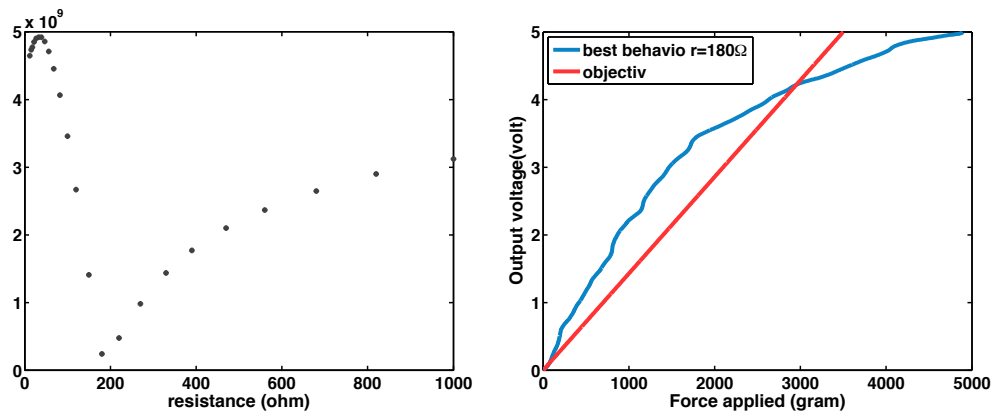 x 10^9
5
4
3
2
1
0
0 200 400 600 800 1000
resistance (ohm)
best behavio r=180Ω
objectiv
Output voltage(volt)
5
4
3
2
1
0
0 1000 2000 3000 4000 5000
Force applied (gram)